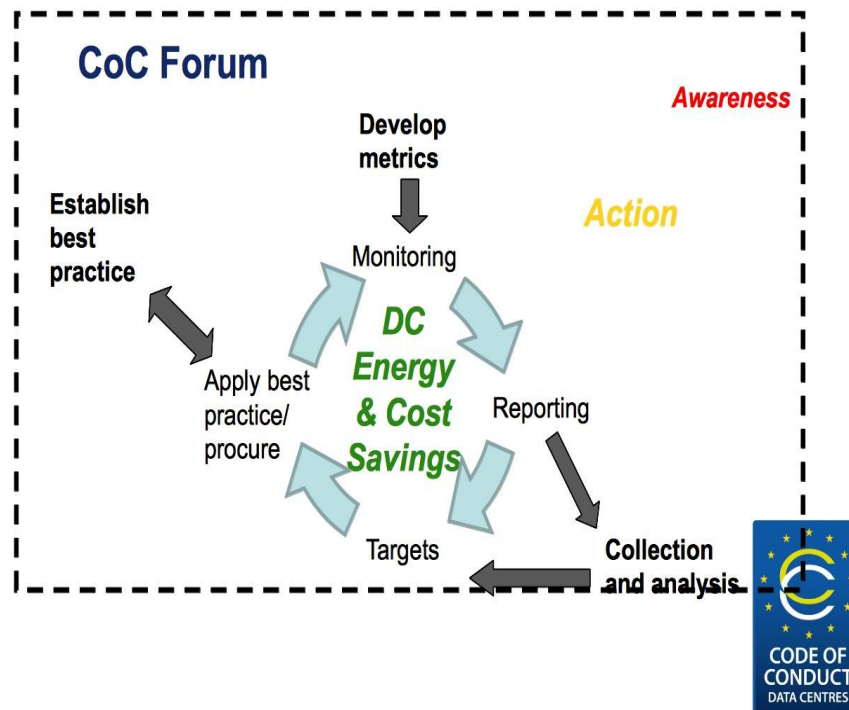 CoC Forum
Awareness
Develop
metrics
Action
Establish
best
practice
Monitoring
DC
Energy
& Cost
Savings
Apply best
practice/
procure
Reporting
Targets
Collection
and analysis
CODE OF
CONDUCT
DATA CENTRES